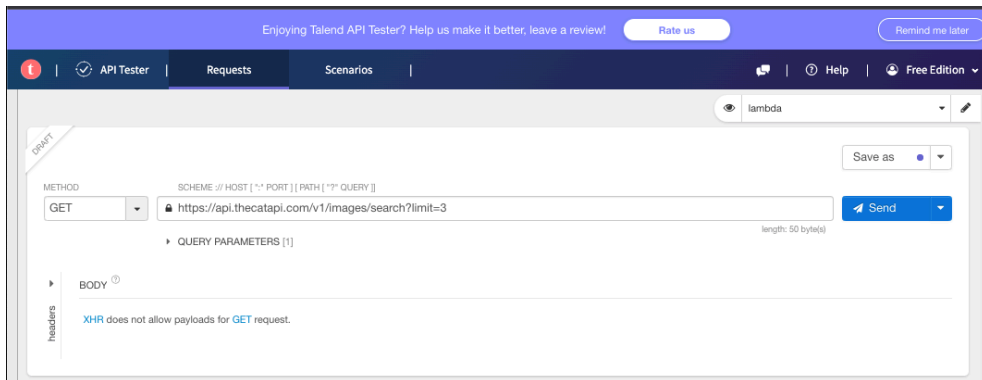 Enjoying Talend API Tester? Help us make it better, leave a review! Rate us Remind me later
t | API Tester | Requests Scenarios | | Help | Free Edition
lambda
DRAFT
Save as
METHOD SCHEME :// HOST [ ":" PORT ] [ PATH [ "?" QUERY ]]
GET https://api.thecatapi.com/v1/images/search?limit=3 Send
length: 50 byte(s)
QUERY PARAMETERS [1]
BODY ?
headers
XHR does not allow payloads for GET request.